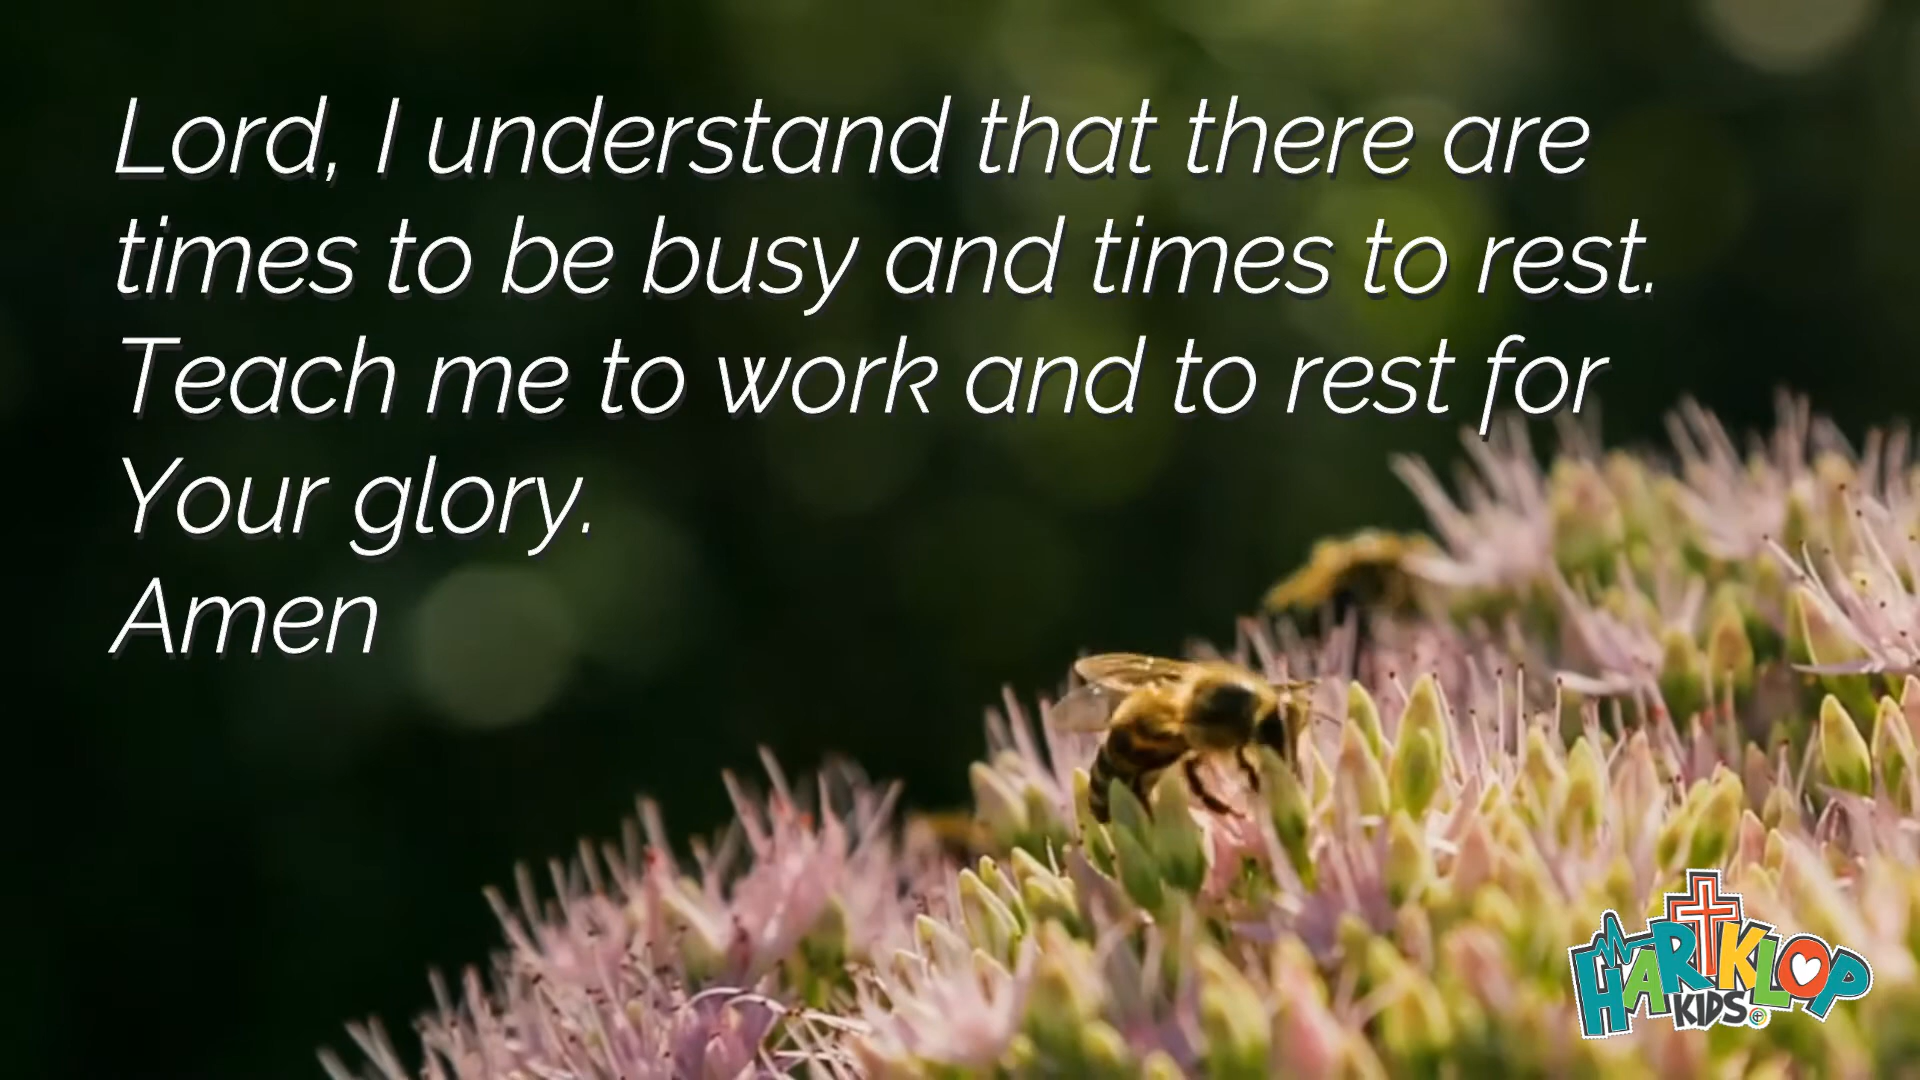 Lord, I understand that there are
times to be busy and times to rest.
Teach me to work and to rest for
Your glory.
Amen
HARTKLOP
KIDS